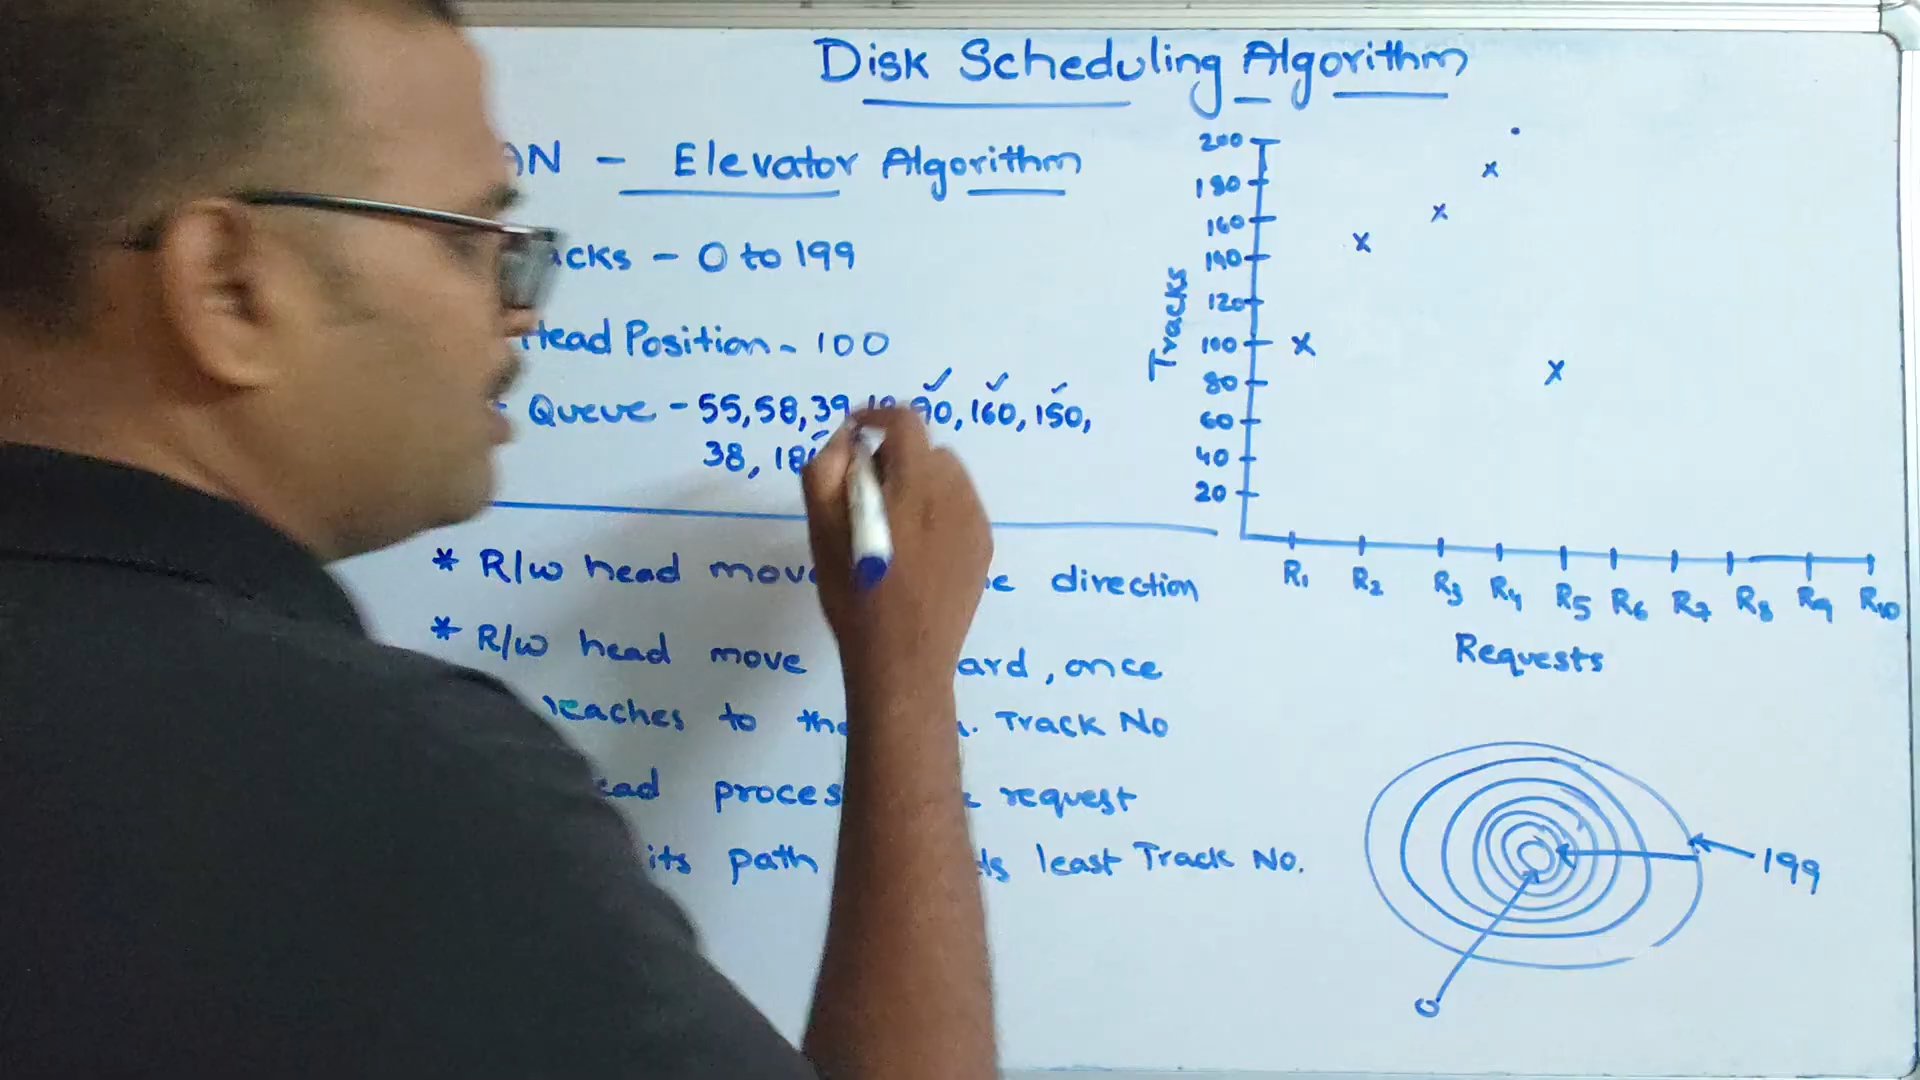 Disk Scheduling Algorithm
AN - Elevator Algorithm
acks - 0 to 199
Head Position - 100
Queue - 55, 58, 39, 90, 160, 150,
38, 18
* R/W head mov direction
* R/W head move ard, once
reaches to the . Track No
ead proces request
its path ds least Track No.
200
180
160
140
120
100
80
60
40
20
Tracks
R1 R2 R3 R4 R5 R6 R7 R8 R9 R10
Requests
199
0